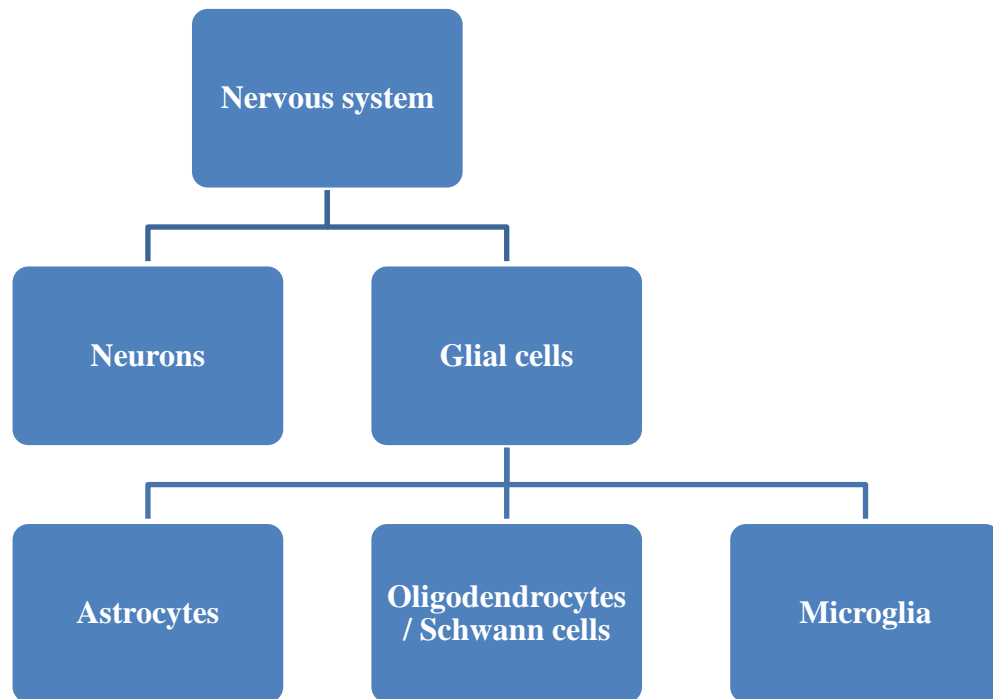 Nervous system
Neurons
Glial cells
Astrocytes
Oligodendrocytes
/ Schwann cells
Microglia